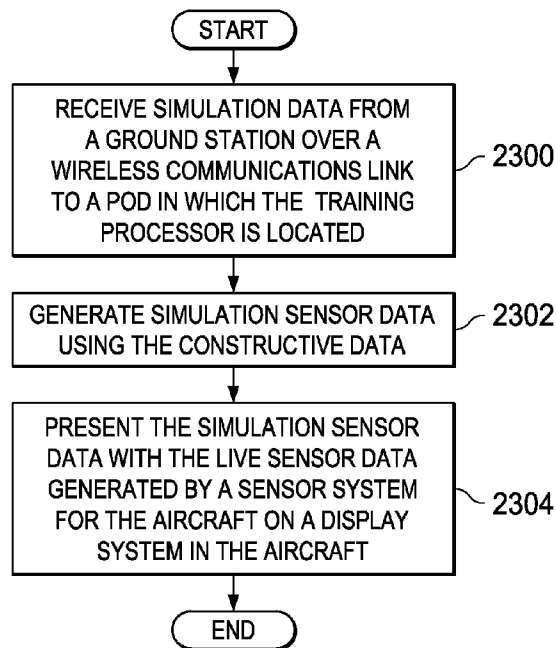 START
RECEIVE SIMULATION DATA FROM
A GROUND STATION OVER A
WIRELESS COMMUNICATIONS LINK
TO A POD IN WHICH THE TRAINING
PROCESSOR IS LOCATED
2300
GENERATE SIMULATION SENSOR DATA
USING THE CONSTRUCTIVE DATA
2302
PRESENT THE SIMULATION SENSOR
DATA WITH THE LIVE SENSOR DATA
GENERATED BY A SENSOR SYSTEM
FOR THE AIRCRAFT ON A DISPLAY
SYSTEM IN THE AIRCRAFT
2304
END